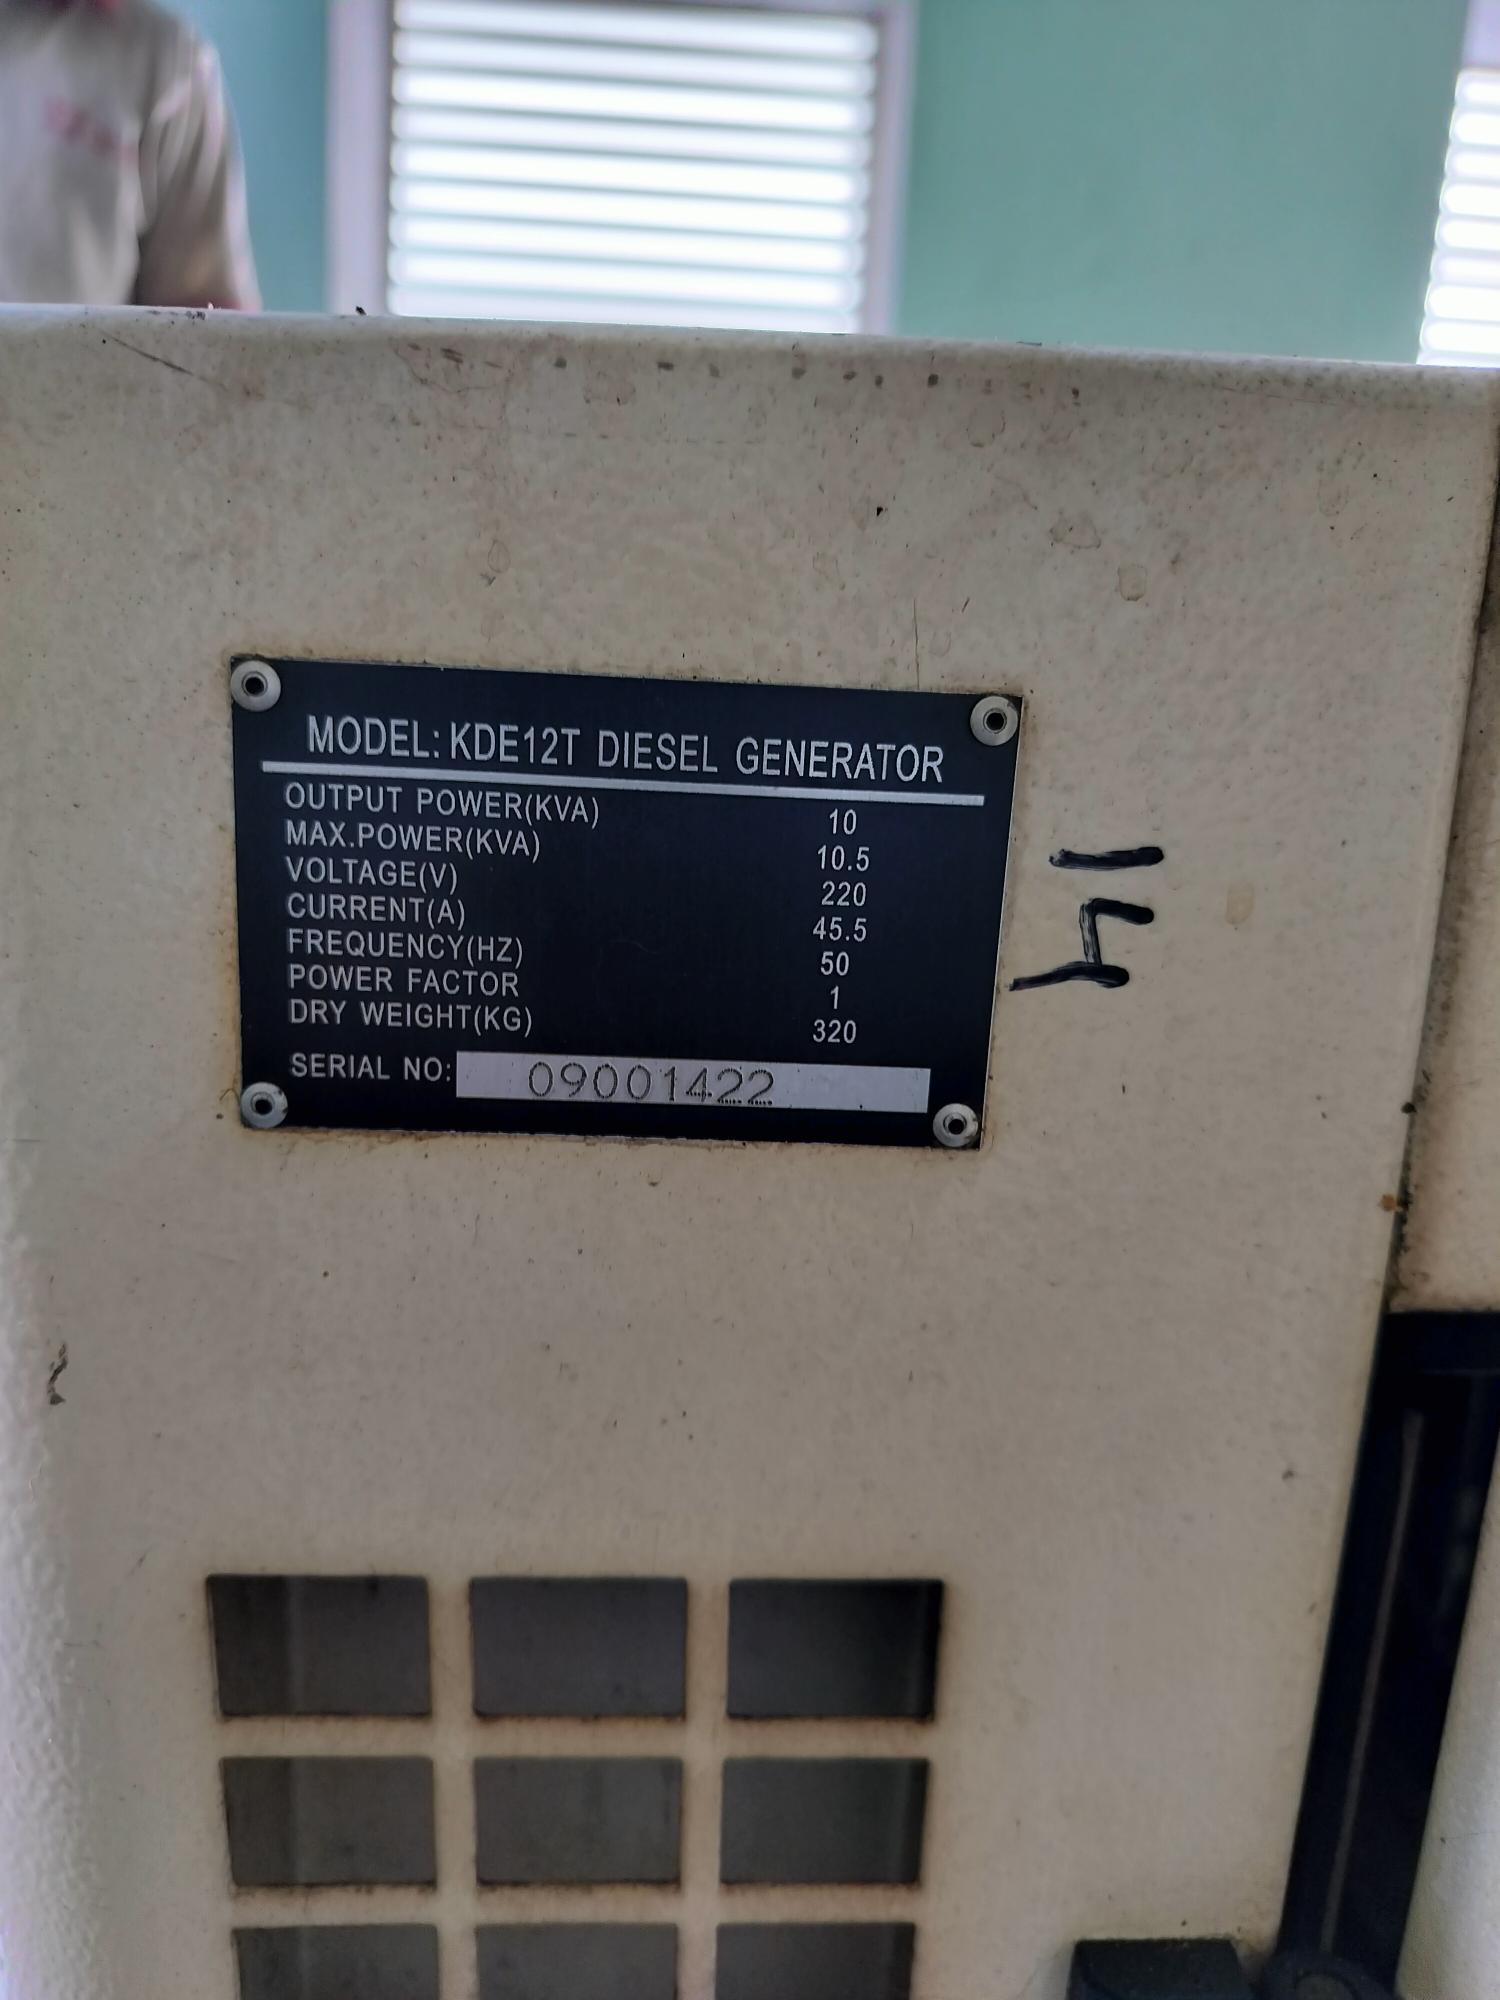 MODEL: KDE12T DIESEL GENERATOR
OUTPUT POWER(KVA) 10
MAX.POWER(KVA) 10.5
VOLTAGE(V) 220
CURRENT(A) 45.5
FREQUENCY(HZ) 50
POWER FACTOR 1
DRY WEIGHT(KG) 320
SERIAL NO: 09001422